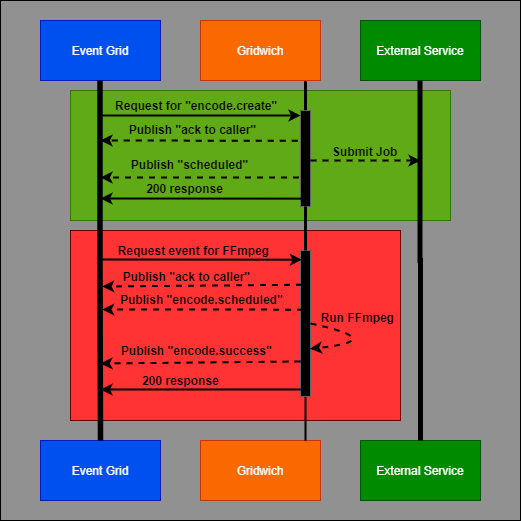 Event Grid
Gridwich
External Service
Request for "encode.create"
Publish "ack to caller"
Submit Job
Publish "scheduled"
200 response
Request event for FFmpeg
Publish "ack to caller"
Publish "encode.scheduled"
Run FFmpeg
Publish "encode.success"
200 response
Event Grid
Gridwich
External Service